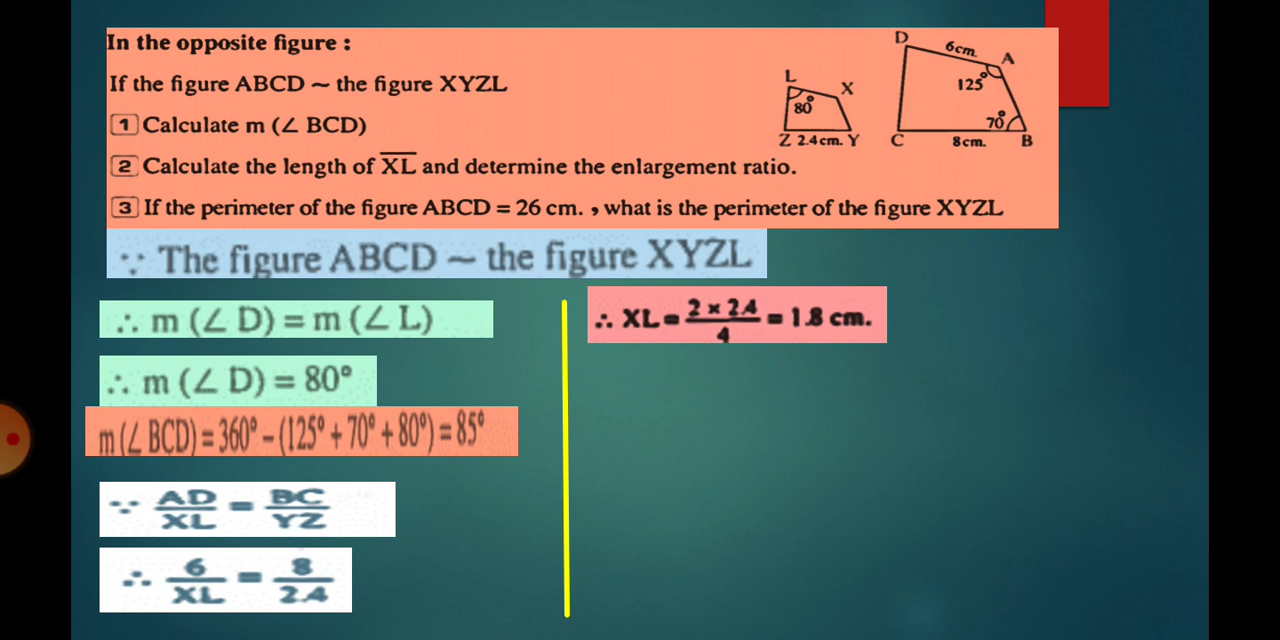 In the opposite figure :
If the figure ABCD ~ the figure XYZL
1 Calculate m (∠ BCD)
2 Calculate the length of X̅L̅ and determine the enlargement ratio.
3 If the perimeter of the figure ABCD = 26 cm. , what is the perimeter of the figure XYZL
L
X
80°
Z 2.4 cm. Y
D
6cm.
A
125°
70°
C
8cm.
B
∵ The figure ABCD ~ the figure XYZL
∴ m (∠ D) = m (∠ L)
∴ m (∠ D) = 80°
m (∠ BCD) = 360° – (125° + 70° + 80°) = 85°
∵ AD/XL = BC/YZ
∴ 6/XL = 8/2.4
∴ XL = 2 × 2.4/4 = 1.8 cm.